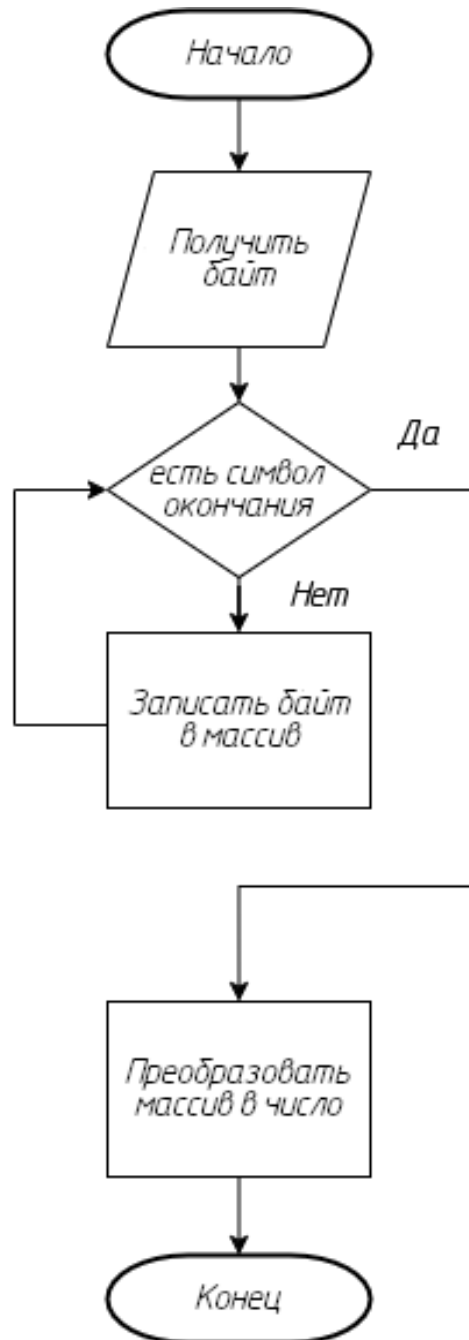 Начало
Получить
байт
Да
есть символ
окончания
Нет
Записать байт
в массив
Преобразовать
массив в число
Конец